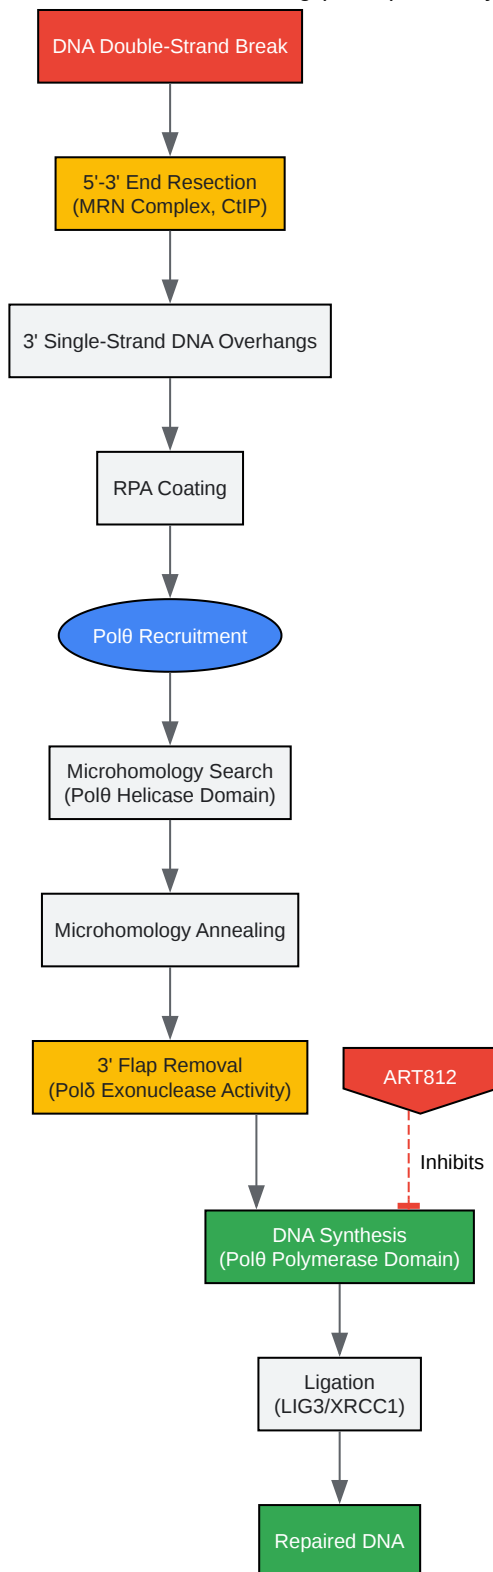 DNA Double-Strand Break
5'-3' End Resection
(MRN Complex, CtIP)
3' Single-Strand DNA Overhangs
RPA Coating
Polθ Recruitment
Microhomology Search
(Polθ Helicase Domain)
Microhomology Annealing
3' Flap Removal
(Polδ Exonuclease Activity)
ART812
Inhibits
DNA Synthesis
(Polθ Polymerase Domain)
Ligation
(LIG3/XRCC1)
Repaired DNA